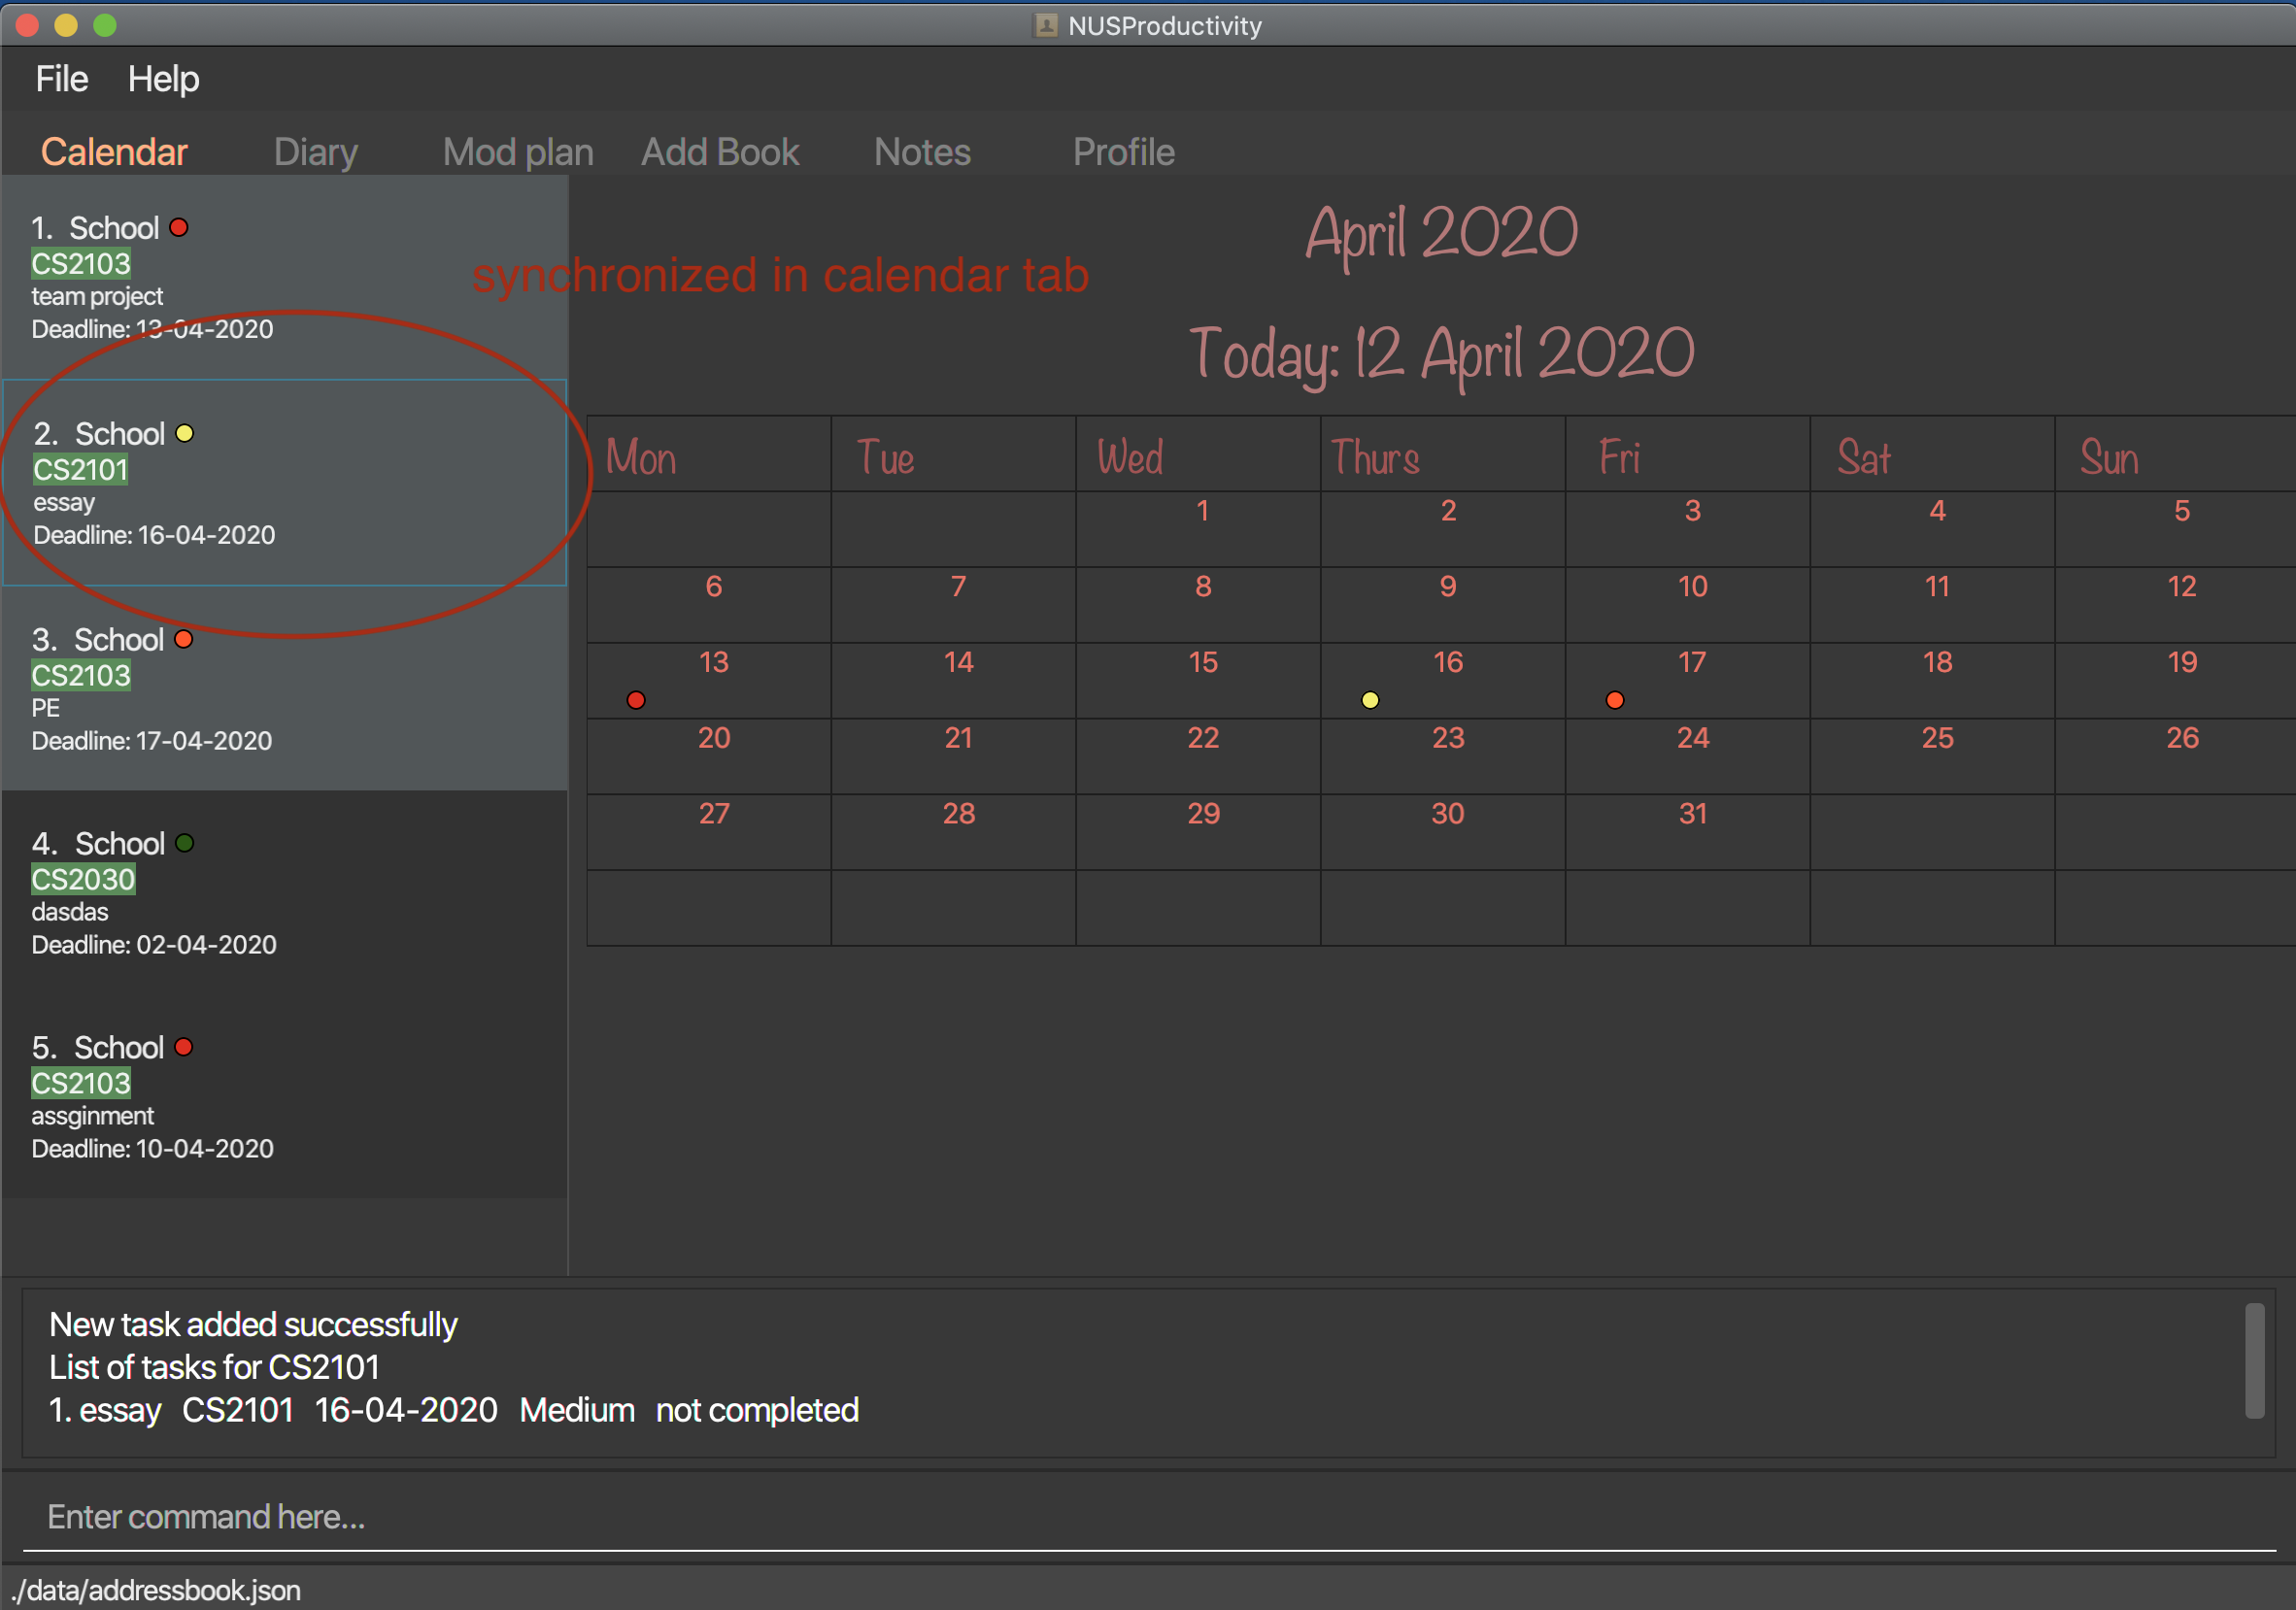 NUSProductivity
File Help
Calendar Diary Mod plan Add Book Notes Profile
1. School
CS2103
team project
Deadline: 13-04-2020
2. School
CS2101
essay
Deadline: 16-04-2020
3. School
CS2103
PE
Deadline: 17-04-2020
4. School
CS2030
dasdas
Deadline: 02-04-2020
5. School
CS2103
assginment
Deadline: 10-04-2020
synchronized in calendar tab
April 2020
Today: 12 April 2020
Mon Tue Wed Thurs Fri Sat Sun
1 2 3 4 5
6 7 8 9 10 11 12
13 14 15 16 17 18 19
20 21 22 23 24 25 26
27 28 29 30 31
New task added successfully
List of tasks for CS2101
1. essay CS2101 16-04-2020 Medium not completed
Enter command here...
./data/addressbook.json